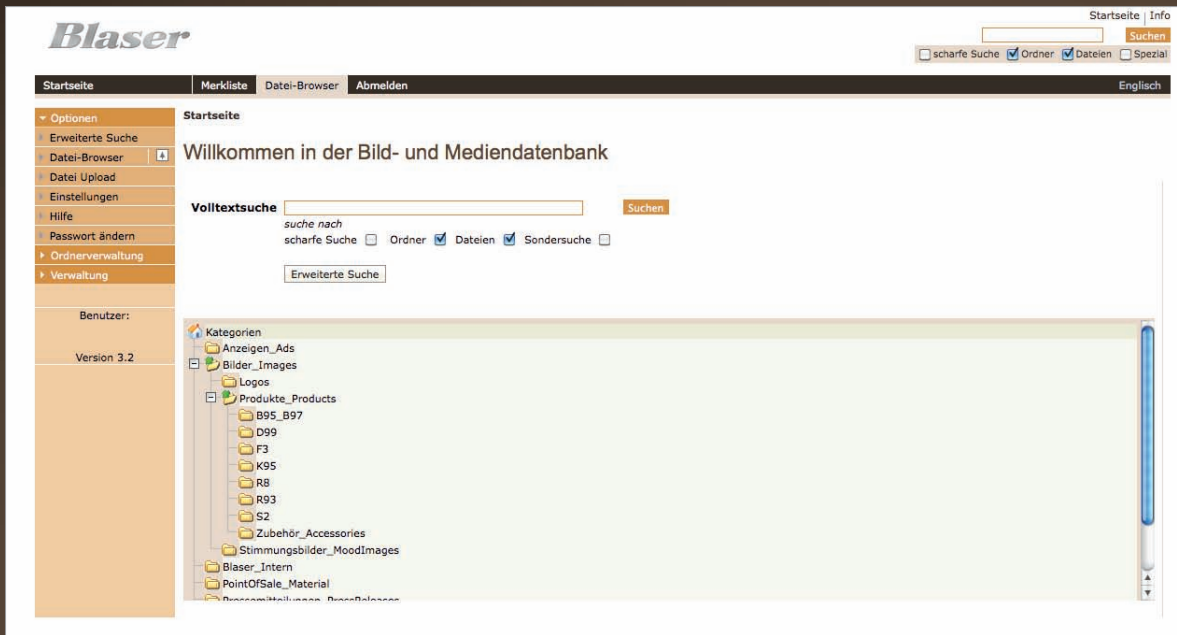 Startseite | Info
Blaser
Suchen
scharfe Suche Ordner Dateien Spezial
Startseite Merkliste Datei-Browser Abmelden Englisch
Optionen
Erweiterte Suche
Datei-Browser
Datei Upload
Einstellungen
Hilfe
Passwort ändern
Ordnerverwaltung
Verwaltung
Benutzer:
Version 3.2
Startseite
Willkommen in der Bild- und Mediendatenbank
Volltextsuche Suchen
suche nach
scharfe Suche Ordner Dateien Sondersuche
Erweiterte Suche
Kategorien
Anzeigen_Ads
Bilder_Images
Logos
Produkte_Products
B95_B97
D99
F3
K95
R8
R93
S2
Zubehör_Accessories
Stimmungsbilder_MoodImages
Blaser_Intern
PointOfSale_Material
Pressemitteilungen_PressReleases